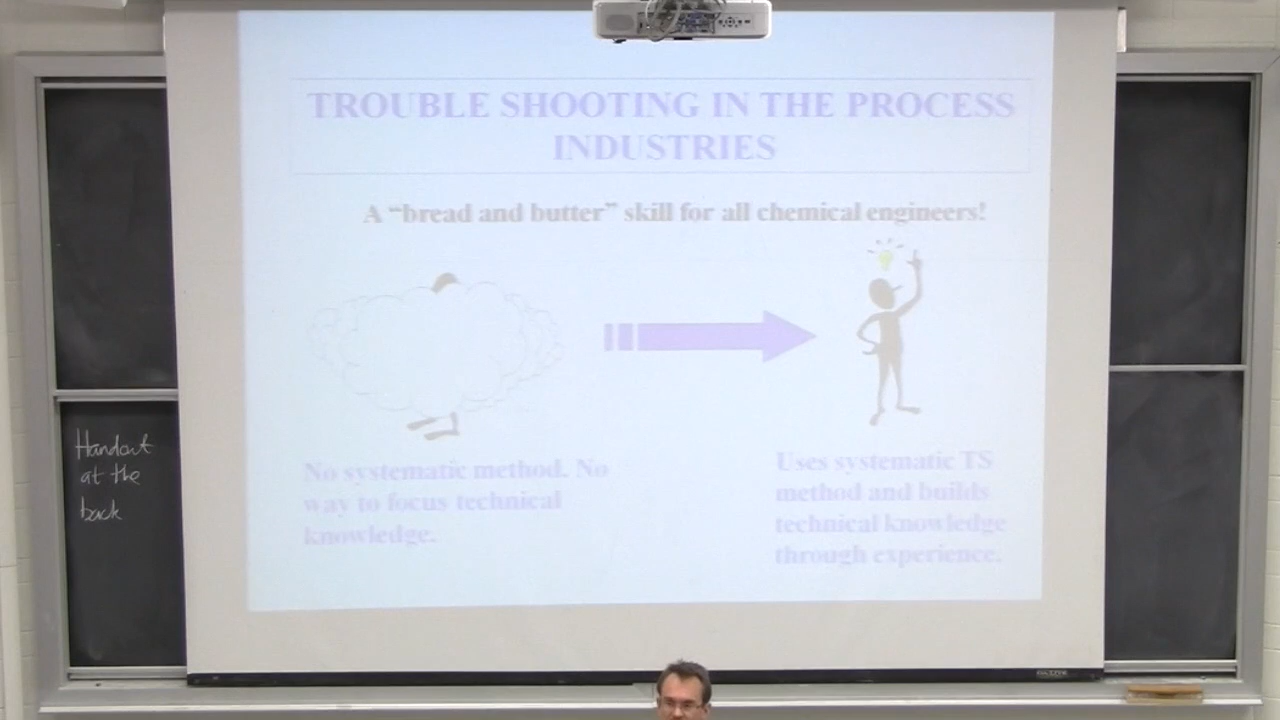 TROUBLE SHOOTING IN THE PROCESS
INDUSTRIES
A “bread and butter” skill for all chemical engineers!
No systematic method. No
way to focus technical
knowledge.
Uses systematic TS
method and builds
technical knowledge
through experience.
Handout
at the
back